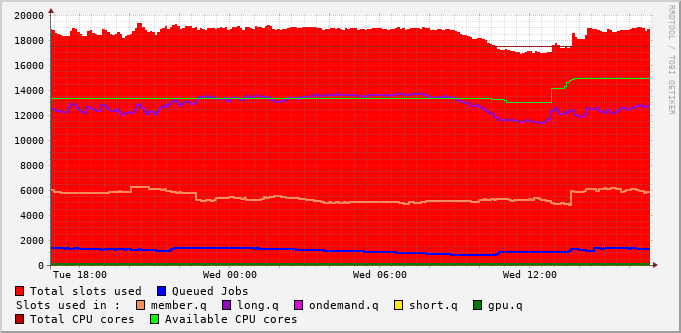 20000
18000
16000
14000
12000
10000
8000
6000
4000
2000
0
Tue 18:00 Wed 00:00 Wed 06:00 Wed 12:00
RRDTOOL / TOBI OETIKER
Total slots used Queued Jobs
Slots used in : member.q long.q ondemand.q short.q gpu.q
Total CPU cores Available CPU cores